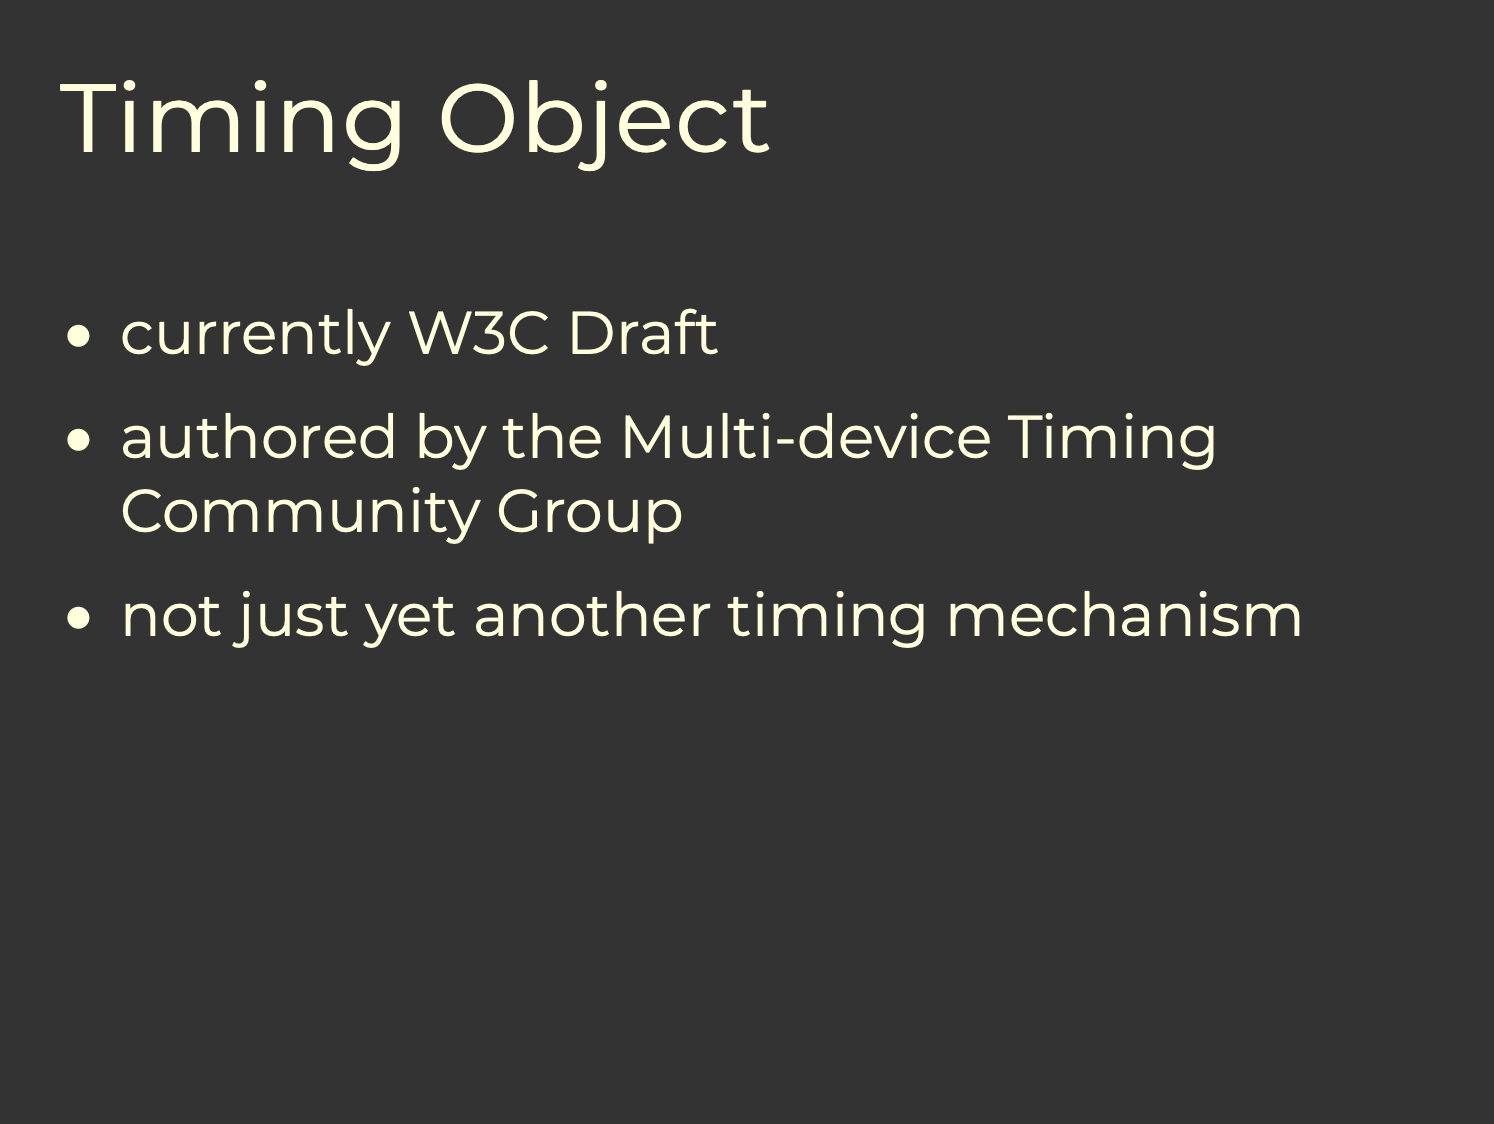 Timing Object
• currently W3C Draft
• authored by the Multi-device Timing
Community Group
• not just yet another timing mechanism